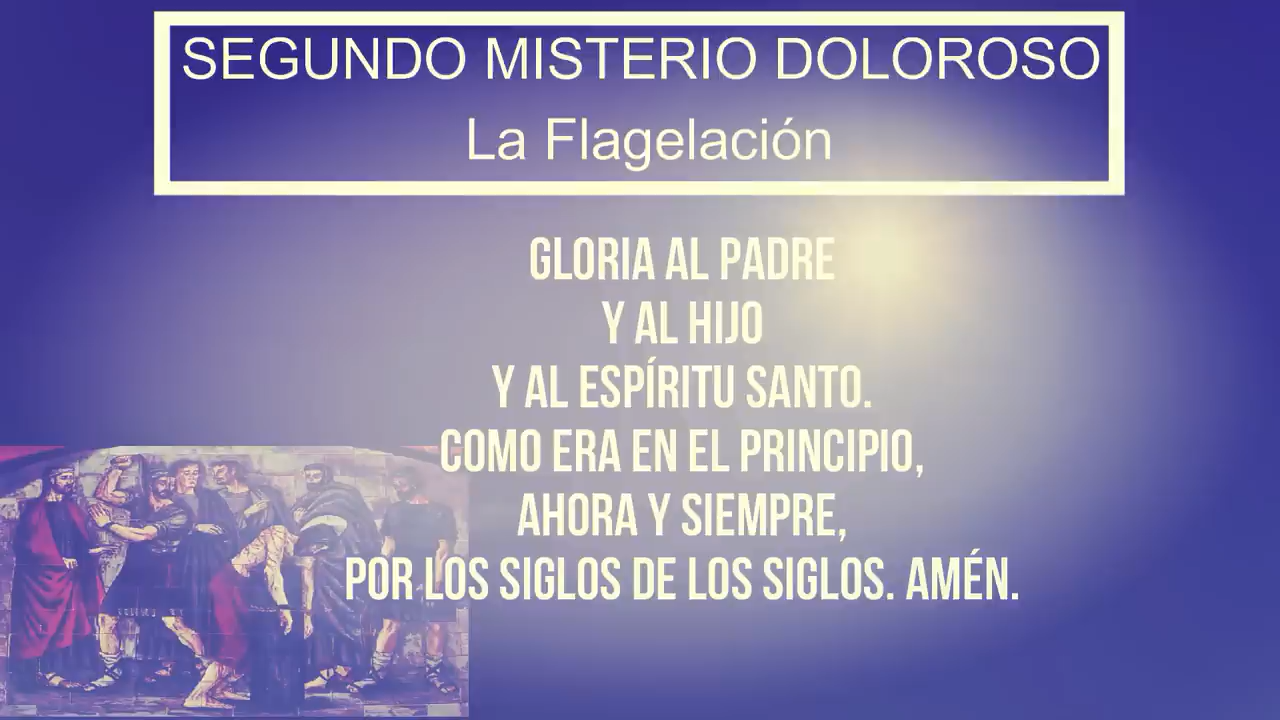 SEGUNDO MISTERIO DOLOROSO
La Flagelación
GLORIA AL PADRE
Y AL HIJO
Y AL ESPÍRITU SANTO.
COMO ERA EN EL PRINCIPIO,
AHORA Y SIEMPRE,
POR LOS SIGLOS DE LOS SIGLOS. AMÉN.